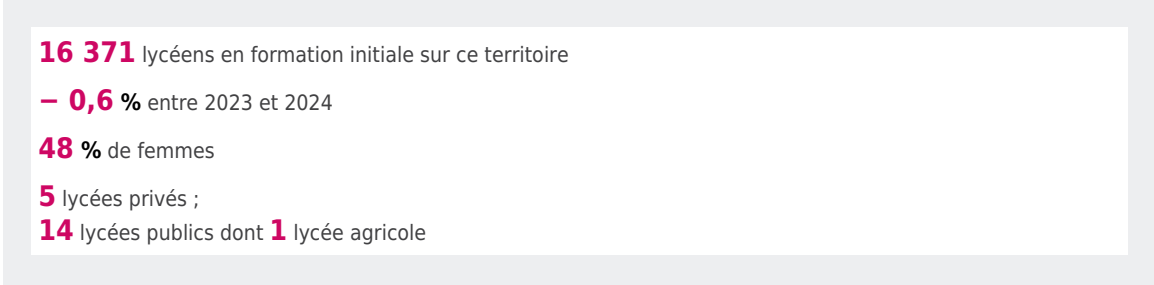 16 371 lycéens en formation initiale sur ce territoire
− 0,6 % entre 2023 et 2024
48 % de femmes
5 lycées privés ;
14 lycées publics dont 1 lycée agricole